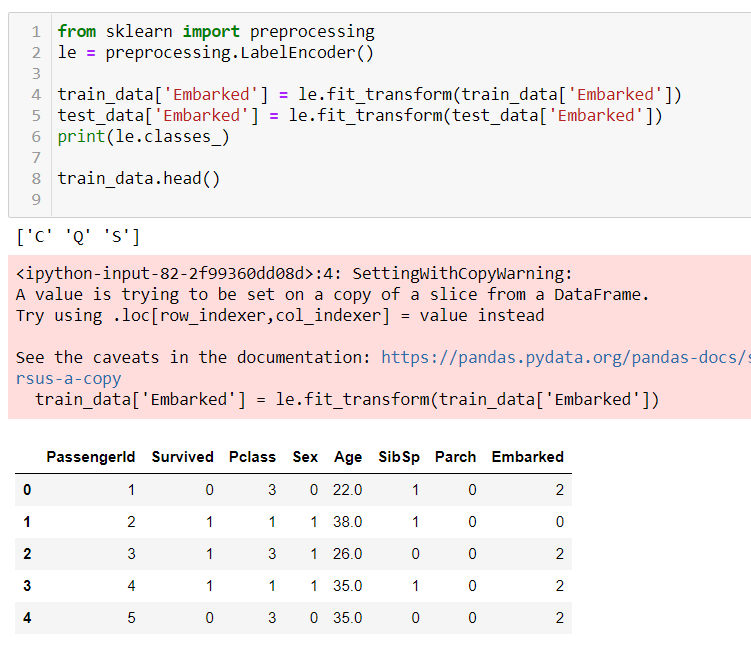 1 from sklearn import preprocessing
2 le = preprocessing.LabelEncoder()
3
4 train_data['Embarked'] = le.fit_transform(train_data['Embarked'])
5 test_data['Embarked'] = le.fit_transform(test_data['Embarked'])
6 print(le.classes_)
7
8 train_data.head()
9
['C' 'Q' 'S']
<ipython-input-82-2f99360dd08d>:4: SettingWithCopyWarning:
A value is trying to be set on a copy of a slice from a DataFrame.
Try using .loc[row_indexer,col_indexer] = value instead
See the caveats in the documentation: https://pandas.pydata.org/pandas-docs/s
rsus-a-copy
train_data['Embarked'] = le.fit_transform(train_data['Embarked'])
PassengerId Survived Pclass Sex Age SibSp Parch Embarked
0 1 0 3 0 22.0 1 0 2
1 2 1 1 1 38.0 1 0 0
2 3 1 3 1 26.0 0 0 2
3 4 1 1 1 35.0 1 0 2
4 5 0 3 0 35.0 0 0 2